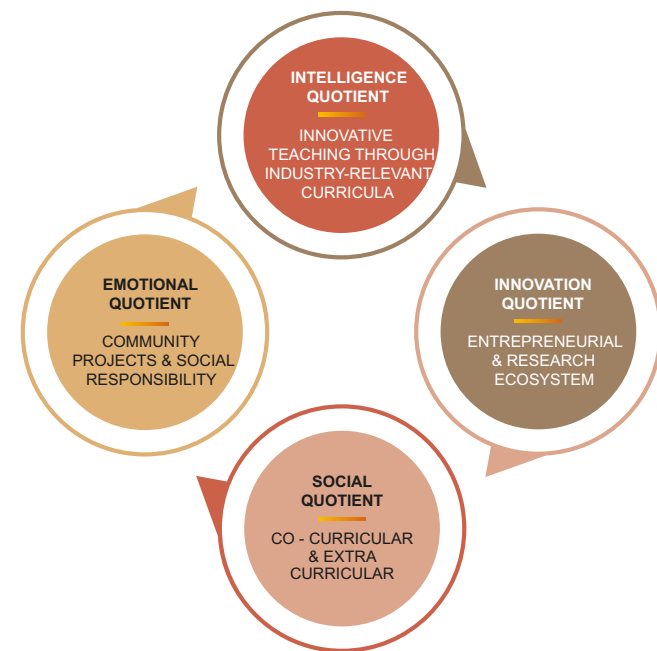 INTELLIGENCE
QUOTIENT
INNOVATIVE
TEACHING THROUGH
INDUSTRY-RELEVANT
CURRICULA
EMOTIONAL
QUOTIENT
COMMUNITY
PROJECTS & SOCIAL
RESPONSIBILITY
INNOVATION
QUOTIENT
ENTREPRENEURIAL
& RESEARCH
ECOSYSTEM
SOCIAL
QUOTIENT
CO - CURRICULAR
& EXTRA
CURRICULAR